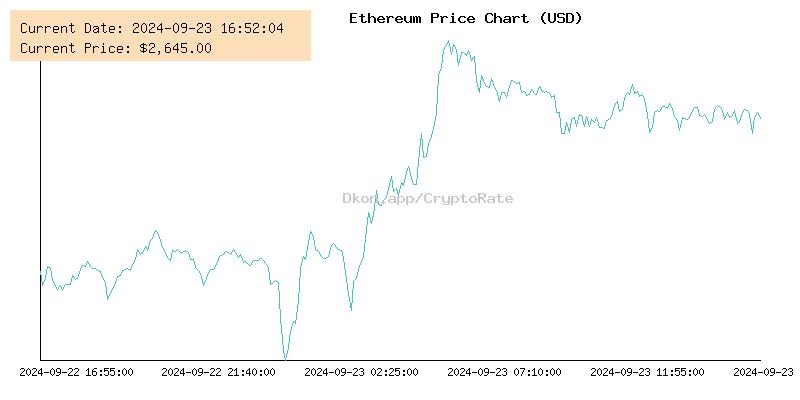 Ethereum Price Chart (USD)
Current Date: 2024-09-23 16:52:04
Current Price: $2,645.00
Dkon.app/CryptoRate
2024-09-22 16:55:00 2024-09-22 21:40:00 2024-09-23 02:25:00 2024-09-23 07:10:00 2024-09-23 11:55:00 2024-09-23